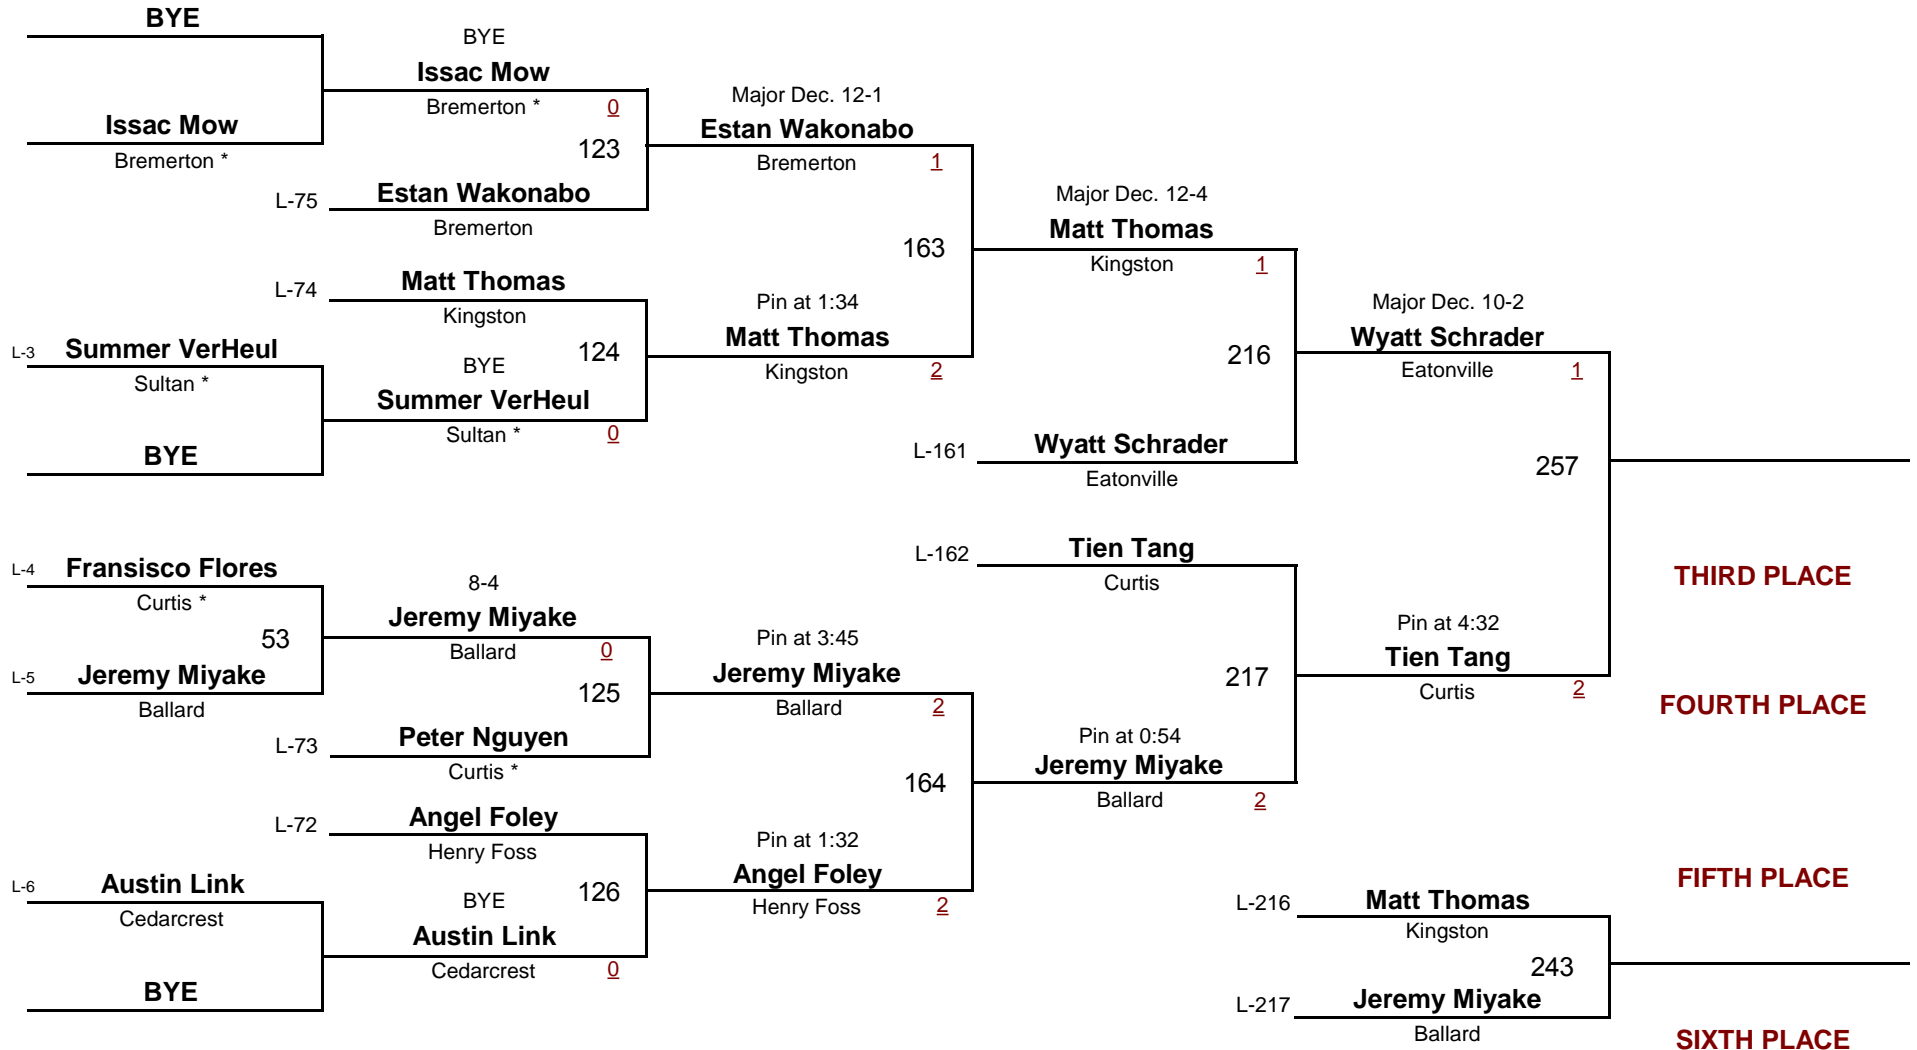 BYE
Issac Mow
Bremerton *
L-3
Summer VerHeul
Sultan *
BYE
L-4
Fransisco Flores
Curtis *
53
L-5
Jeremy Miyake
Ballard
L-6
Austin Link
Cedarcrest
BYE
BYE
Issac Mow
Bremerton *
0
123
L-75
Estan Wakonabo
Bremerton
L-74
Matt Thomas
Kingston
124
BYE
Summer VerHeul
Sultan *
0
8-4
Jeremy Miyake
Ballard
0
125
L-73
Peter Nguyen
Curtis *
L-72
Angel Foley
Henry Foss
126
BYE
Austin Link
Cedarcrest
0
Major Dec. 12-1
Estan Wakonabo
Bremerton
1
163
Pin at 1:34
Matt Thomas
Kingston
2
Pin at 3:45
Jeremy Miyake
Ballard
2
164
Pin at 1:32
Angel Foley
Henry Foss
2
Major Dec. 12-4
Matt Thomas
Kingston
1
216
L-161
Wyatt Schrader
Eatonville
L-162
Tien Tang
Curtis
217
Pin at 0:54
Jeremy Miyake
Ballard
2
Major Dec. 10-2
Wyatt Schrader
Eatonville
1
257
Pin at 4:32
Tien Tang
Curtis
2
L-216
Matt Thomas
Kingston
243
L-217
Jeremy Miyake
Ballard
THIRD PLACE
FOURTH PLACE
FIFTH PLACE
SIXTH PLACE